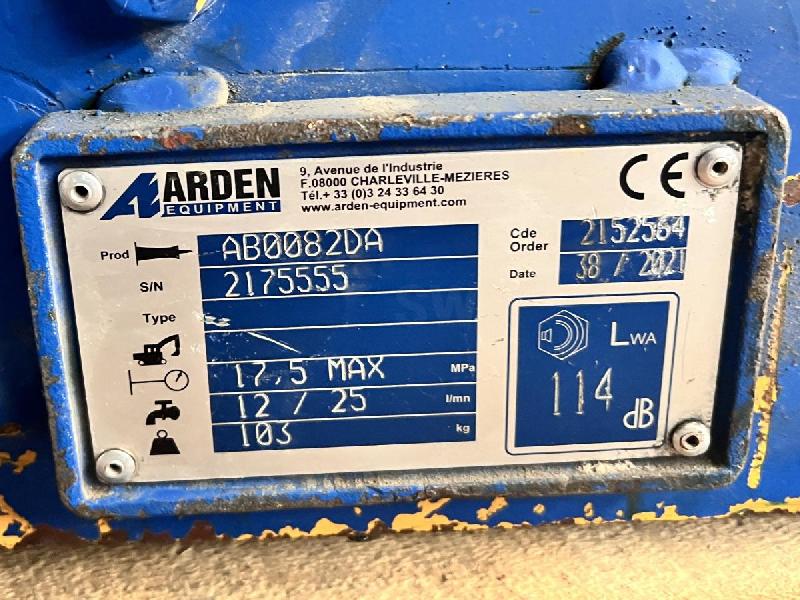 ARDEN
EQUIPMENT
9, Avenue de l'Industrie
F.08000 CHARLEVILLE-MEZIERES
Tél.+ 33 (0)3 24 33 64 30
www.arden-equipment.com
CE
Prod AB0082DA
S/N 2175555
Type
17,5 MAX MPa
12 / 25 l/mn
103 kg
Cde
Order 2152564
Date 38 / 2021
LWA
114
dB